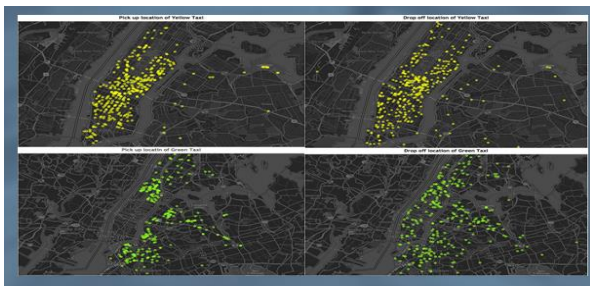 Pick up location of Yellow Taxi
Drop off location of Yellow Taxi
Pick up locatin of Green Taxi
Drop off location of Green Taxi